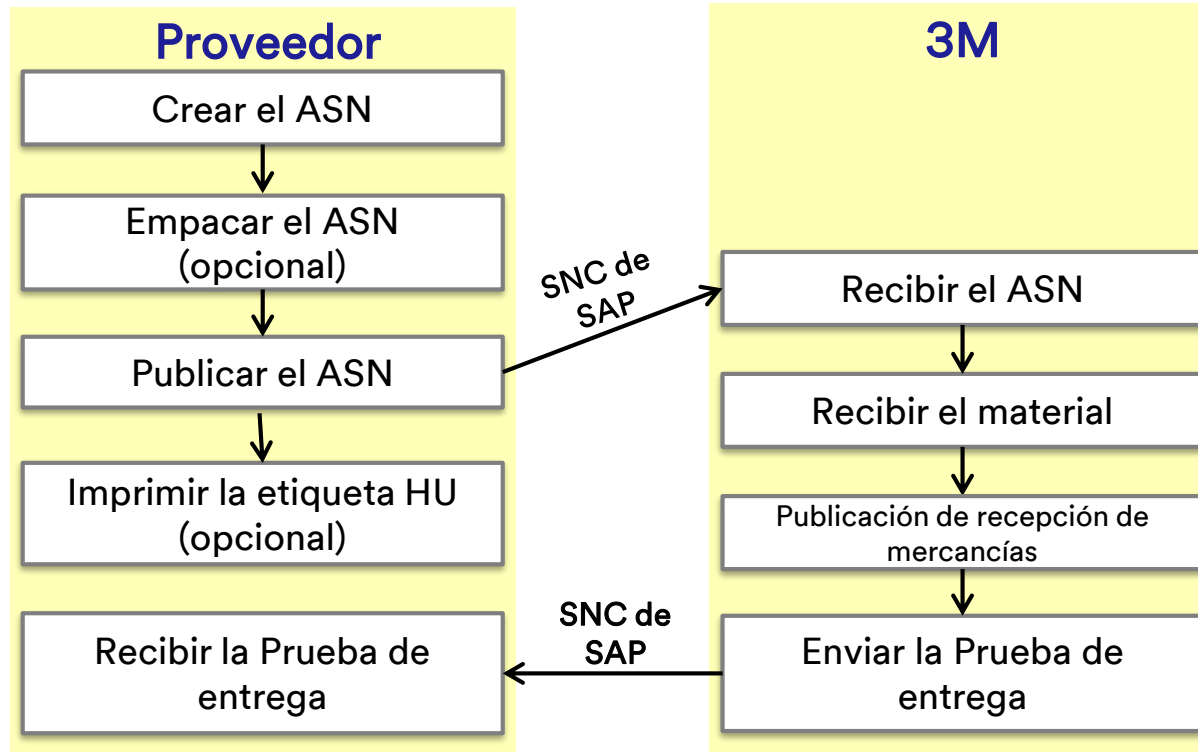 Proveedor
Crear el ASN
Empacar el ASN
(opcional)
Publicar el ASN
Imprimir la etiqueta HU
(opcional)
Recibir la Prueba de
entrega
SNC de
SAP
SNC de
SAP
3M
Recibir el ASN
Recibir el material
Publicación de recepción de
mercancías
Enviar la Prueba de
entrega